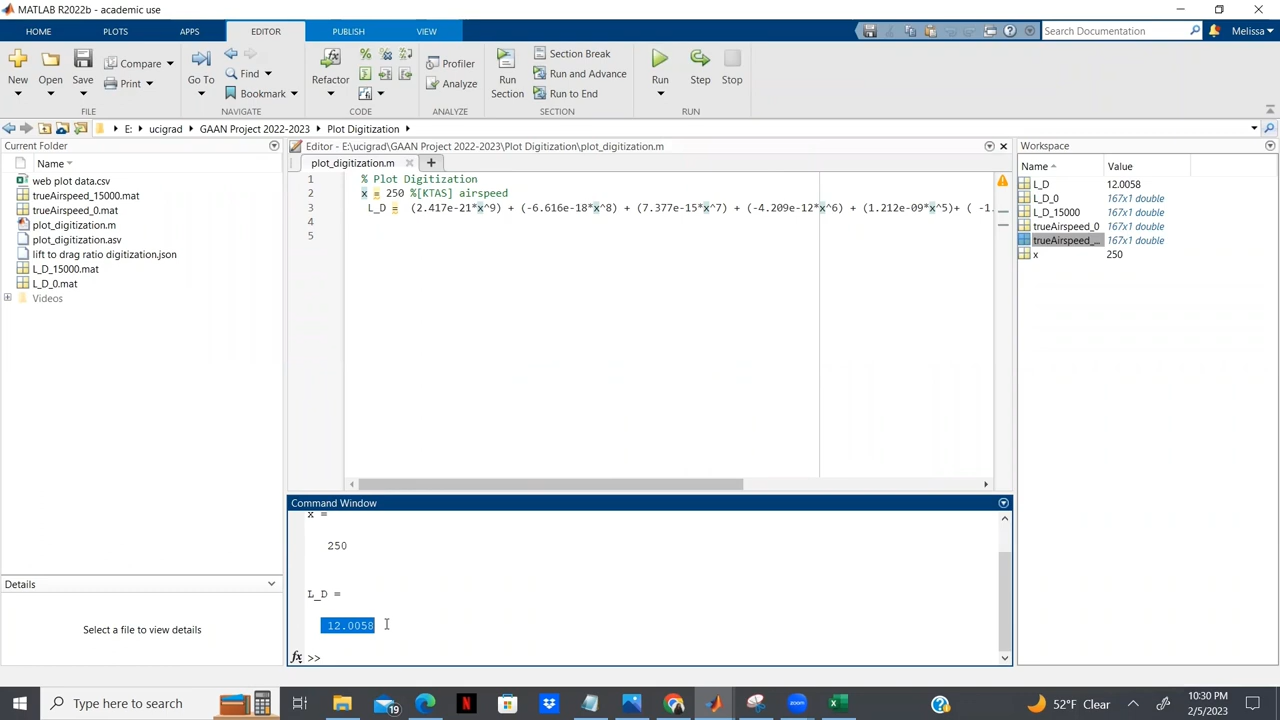 MATLAB R2022b - academic use
HOME PLOTS APPS EDITOR PUBLISH VIEW Search Documentation Melissa
New Open Save Compare Print Go To Find Bookmark Refactor Profiler Analyze Run Section Section Break Run and Advance Run to End Run Step Stop
FILE NAVIGATE CODE ANALYZE SECTION RUN
E: ucigrad GAAN Project 2022-2023 Plot Digitization
Current Folder
Name
web plot data.csv
trueAirspeed_15000.mat
trueAirspeed_0.mat
plot_digitization.m
plot_digitization.asv
lift to drag ratio digitization.json
L_D_15000.mat
L_D_0.mat
Videos
Details
Select a file to view details
Editor - E:\ucigrad\GAAN Project 2022-2023\Plot Digitization\plot_digitization.m
plot_digitization.m
1 % Plot Digitization
2 x = 250 %[KTAS] airspeed
3 L_D = (2.417e-21*x^9) + (-6.616e-18*x^8) + (7.377e-15*x^7) + (-4.209e-12*x^6) + (1.212e-09*x^5)+ ( -1.
4
5
Command Window
x =
250
L_D =
12.0058
fx >>
Workspace
Name Value
L_D 12.0058
L_D_0 167x1 double
L_D_15000 167x1 double
trueAirspeed_0 167x1 double
trueAirspeed_... 167x1 double
x 250
Type here to search
19
zoom
52°F Clear
10:30 PM
2/5/2023